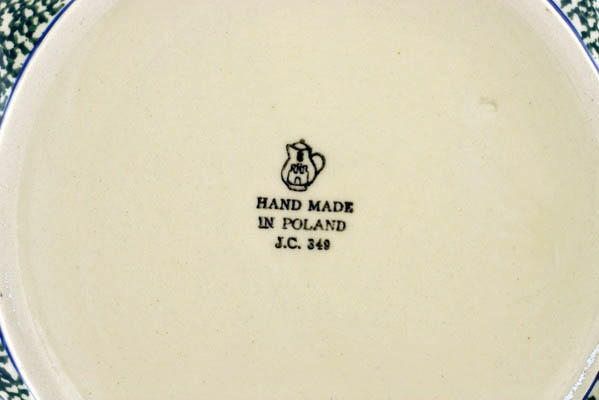 HAND MADE
IN POLAND
J.C. 349